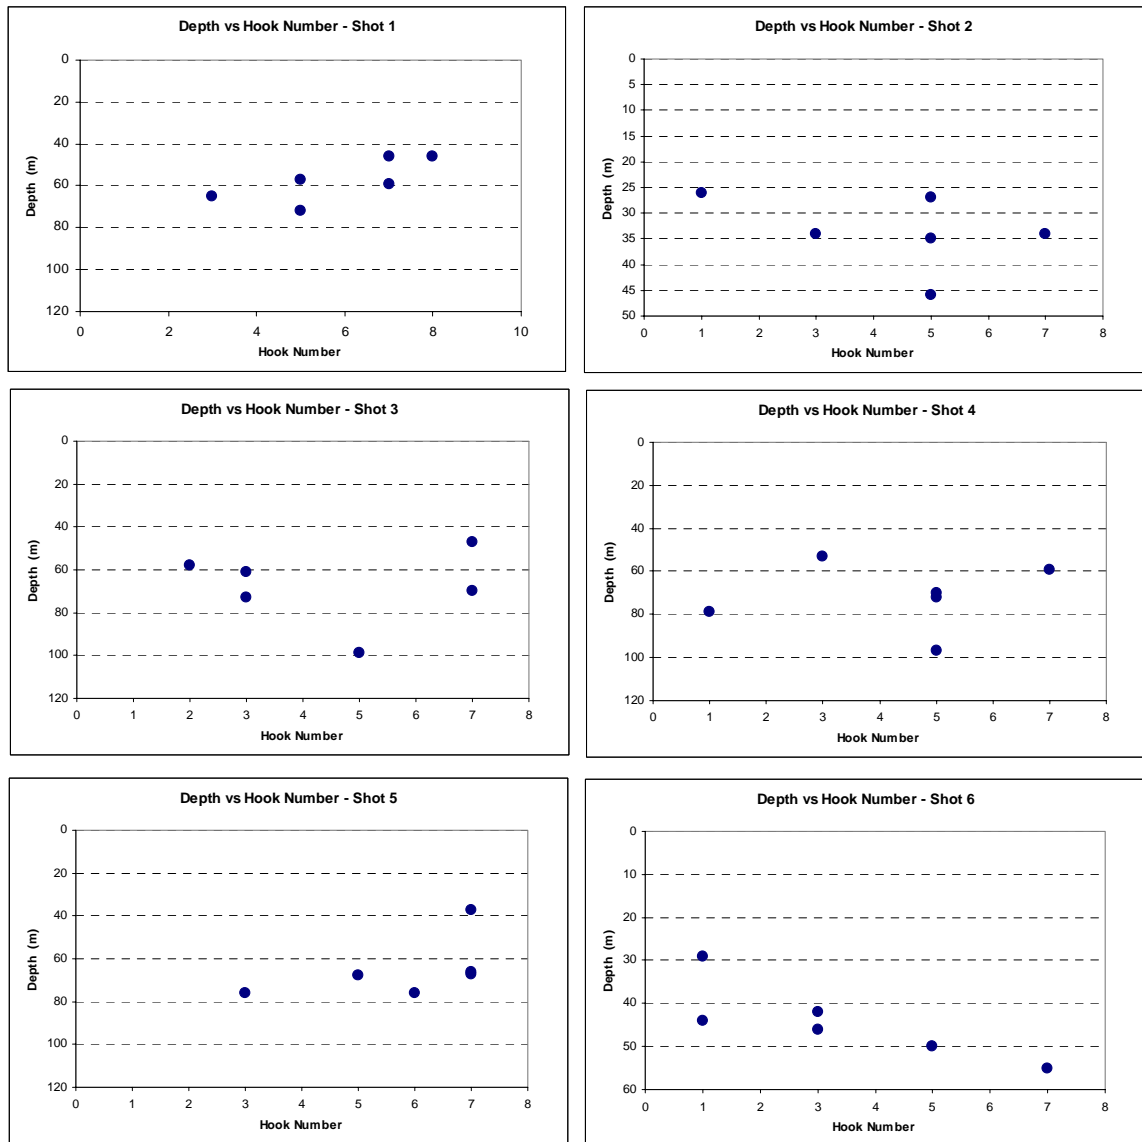 Depth vs Hook Number - Shot 1
0
20
40
60
80
100
120
0 2 4 6 8 10
Depth (m)
Hook Number
Depth vs Hook Number - Shot 2
0
5
10
15
20
25
30
35
40
45
50
0 1 2 3 4 5 6 7 8
Depth (m)
Hook Number
Depth vs Hook Number - Shot 3
0
20
40
60
80
100
120
0 1 2 3 4 5 6 7 8
Depth (m)
Hook Number
Depth vs Hook Number - Shot 4
0
20
40
60
80
100
120
0 1 2 3 4 5 6 7 8
Depth (m)
Hook Number
Depth vs Hook Number - Shot 5
0
20
40
60
80
100
120
0 1 2 3 4 5 6 7 8
Depth (m)
Hook Number
Depth vs Hook Number - Shot 6
0
10
20
30
40
50
60
0 1 2 3 4 5 6 7 8
Depth (m)
Hook Number